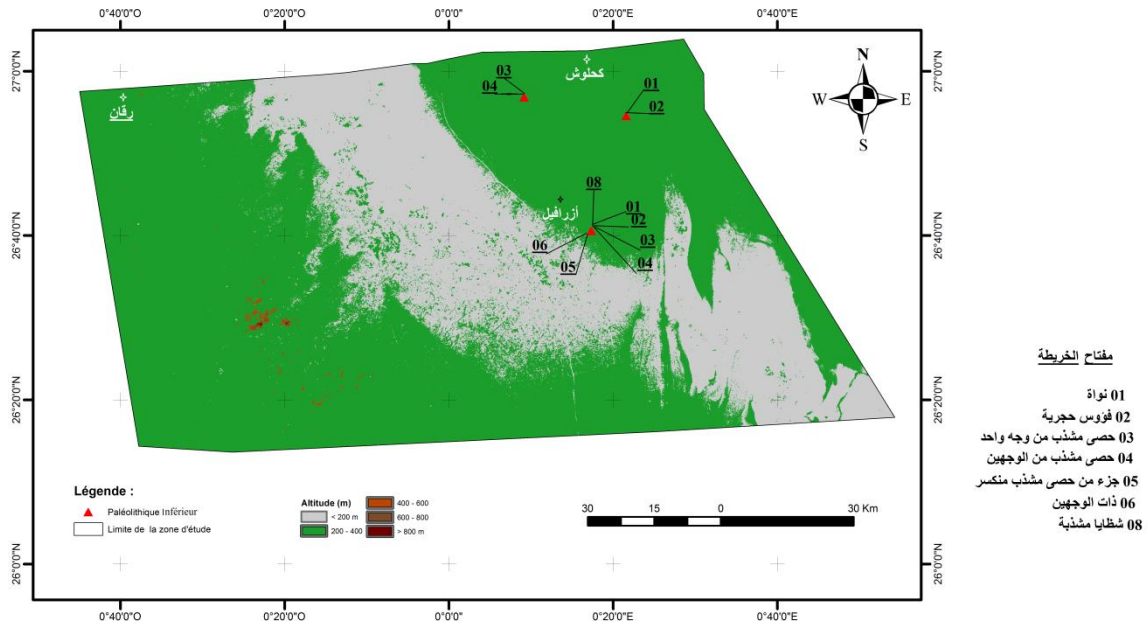 0°40'0"O 0°20'0"O 0°0'0" 0°20'0"E 0°40'0"E
27°0'0"N 27°0'0"N
26°40'0"N 26°40'0"N
26°20'0"N 26°20'0"N
26°0'0"N 26°0'0"N
رقان
كحلوش
03
04
01
02
N
W E
S
أزرافيل
08
01
02
03
04
05
06
Légende :
Paléolithique Inférieur
Limite de la zone d'étude
Altitude (m)
< 200 m
200 - 400
400 - 600
600 - 800
> 800 m
30 15 0 30 Km
0°40'0"O 0°20'0"O 0°0'0" 0°20'0"E 0°40'0"E
مفتاح الخريطة
01 نواة
02 فؤوس حجرية
03 حصى مشذب من وجه واحد
04 حصى مشذب من الوجهين
05 جزء من حصى مشذب منكسر
06 ذات الوجهين
08 شظايا مشذبة